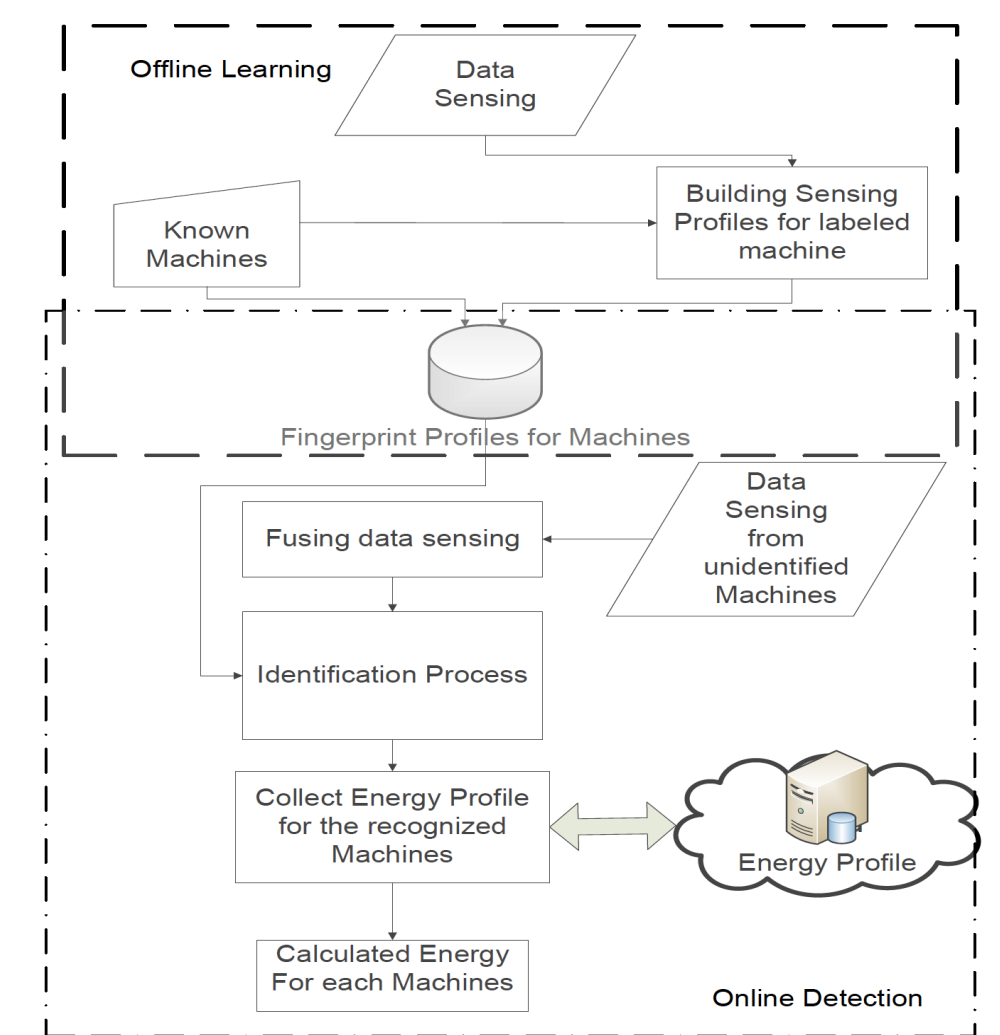 Offline Learning
Data
Sensing
Building Sensing
Profiles for labeled
machine
Known
Machines
Fingerprint Profiles for Machines
Data
Sensing
from
unidentified
Machines
Fusing data sensing
Identification Process
Collect Energy Profile
for the recognized
Machines
Energy Profile
Calculated Energy
For each Machines
Online Detection